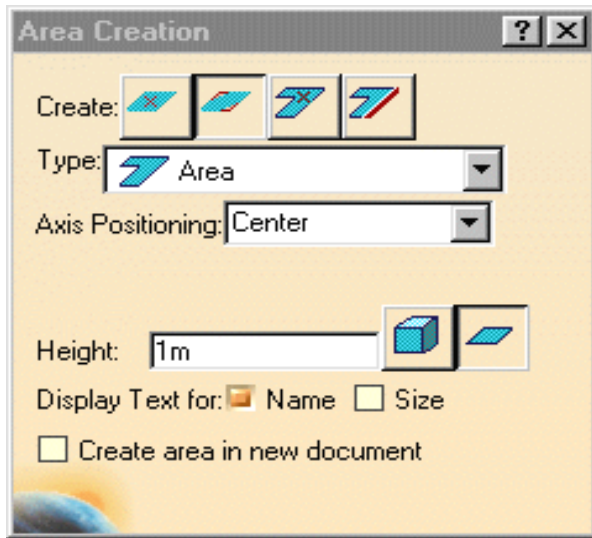 Area Creation
Create:
Type: Area
Axis Positioning: Center
Height: 1m
Display Text for: Name Size
Create area in new document